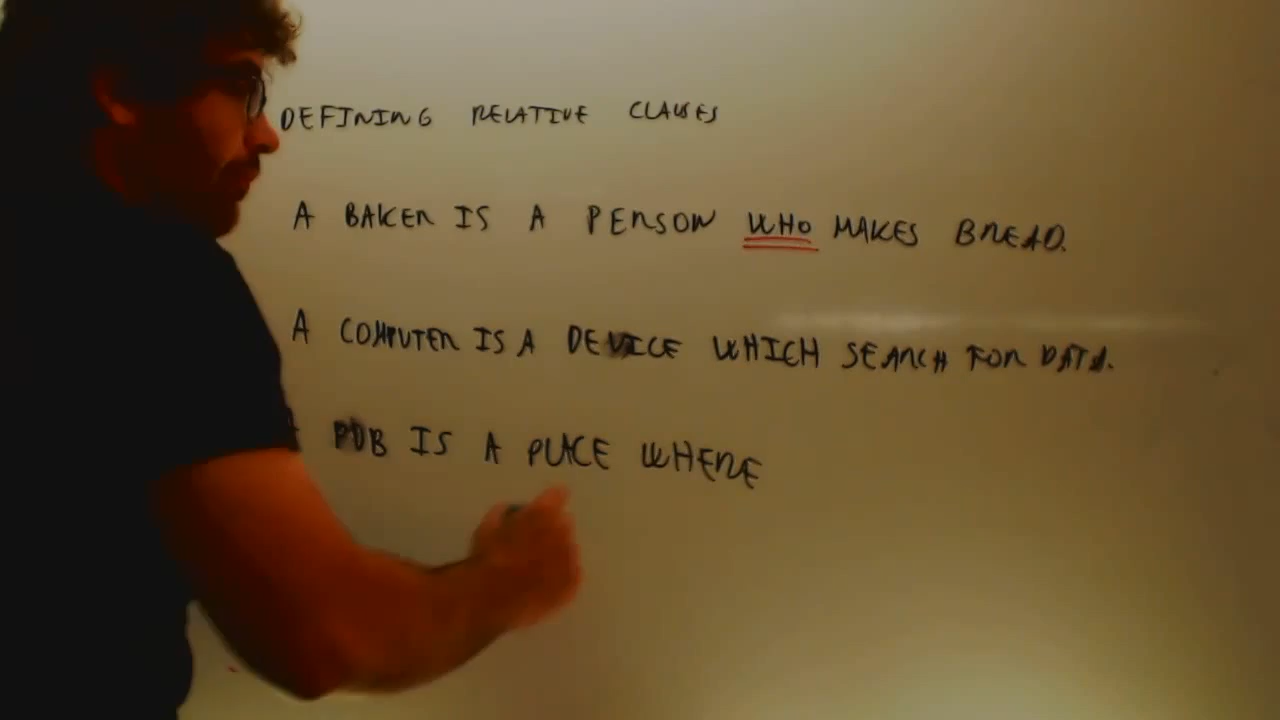 DEFINING RELATIVE CLAUSES
A BAKER IS A PERSON WHO MAKES BREAD.
A COMPUTER IS A DEVICE WHICH SEARCH FOR DATA.
A PUB IS A PLACE WHERE